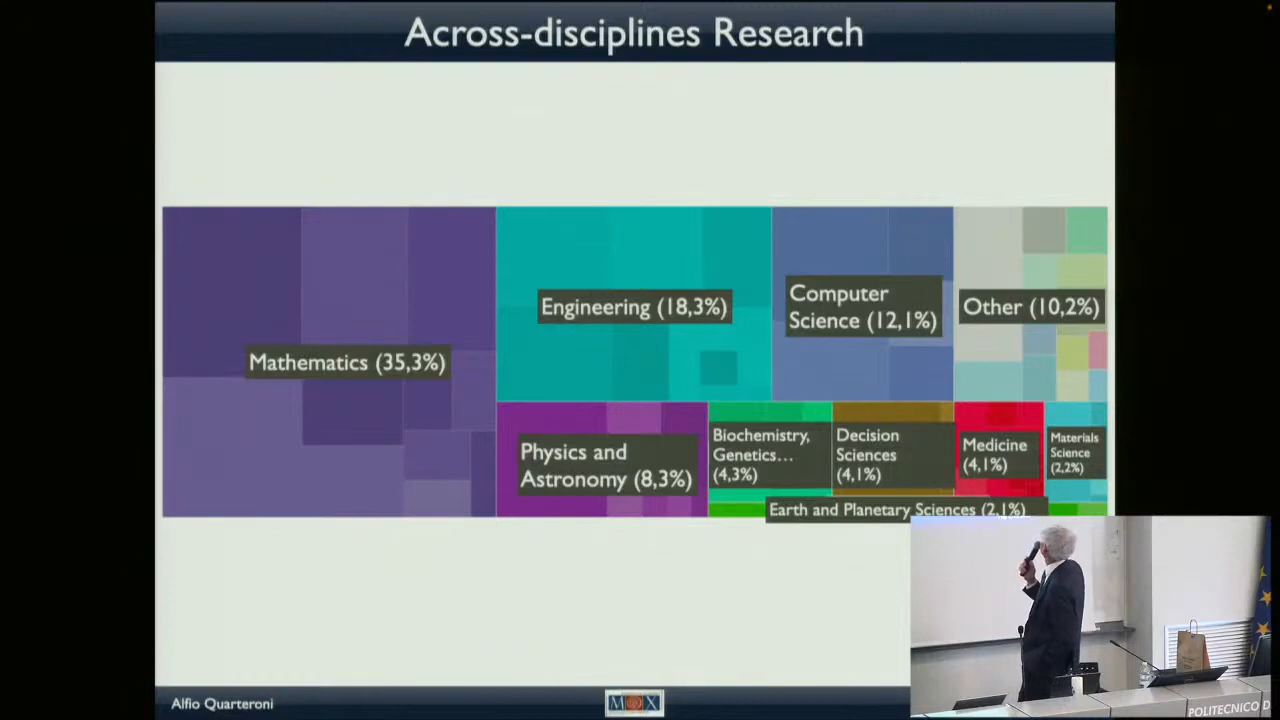 Across-disciplines Research
Mathematics (35,3%)
Engineering (18,3%)
Computer
Science (12,1%)
Other (10,2%)
Physics and
Astronomy (8,3%)
Biochemistry,
Genetics...
(4,3%)
Decision
Sciences
(4,1%)
Medicine
(4,1%)
Materials
Science
(2,2%)
Earth and Planetary Sciences (2,1%)
Alfio Quarteroni
MOX
POLITECNICO D